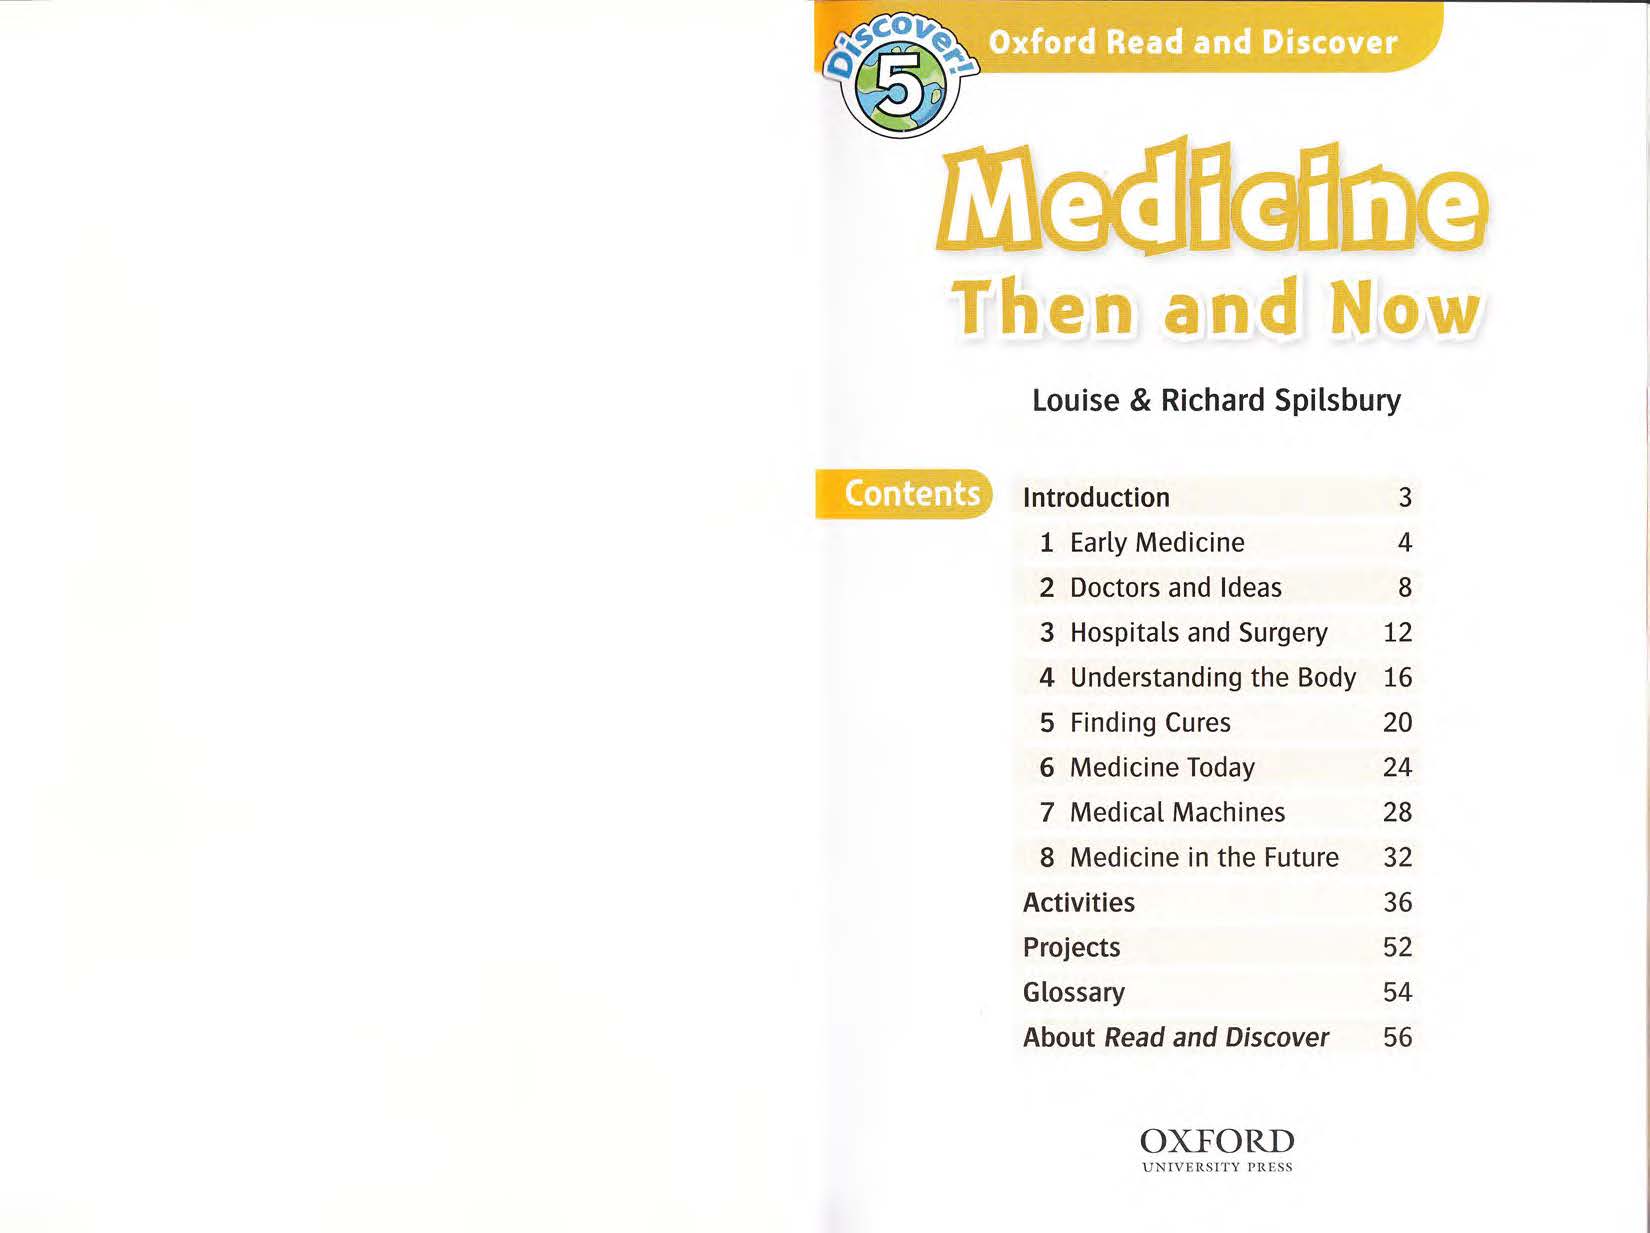 Discover!
5
Oxford Read and Discover
Medicine
Then and Now
Louise & Richard Spilsbury
Contents
Introduction 3
1 Early Medicine 4
2 Doctors and Ideas 8
3 Hospitals and Surgery 12
4 Understanding the Body 16
5 Finding Cures 20
6 Medicine Today 24
7 Medical Machines 28
8 Medicine in the Future 32
Activities 36
Projects 52
Glossary 54
About Read and Discover 56
OXFORD
UNIVERSITY PRESS